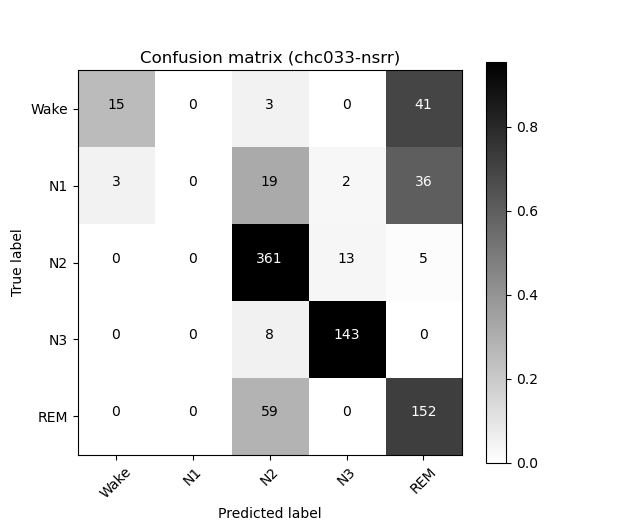 Confusion matrix (chc033-nsrr)
True label
Wake 15 0 3 0 41
N1 3 0 19 2 36
N2 0 0 361 13 5
N3 0 0 8 143 0
REM 0 0 59 0 152
Wake N1 N2 N3 REM
Predicted label
0.8
0.6
0.4
0.2
0.0